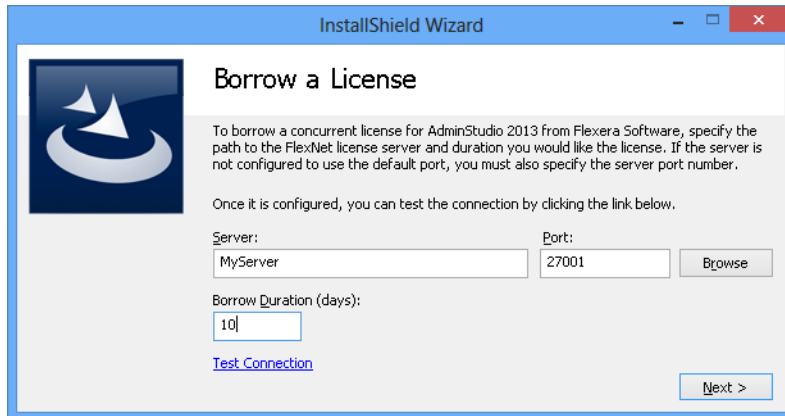 InstallShield Wizard
Borrow a License
To borrow a concurrent license for AdminStudio 2013 from Flexera Software, specify the
path to the FlexNet license server and duration you would like the license. If the server is
not configured to use the default port, you must also specify the server port number.
Once it is configured, you can test the connection by clicking the link below.
Server: Port:
MyServer 27001 Browse
Borrow Duration (days):
10
Test Connection
Next >